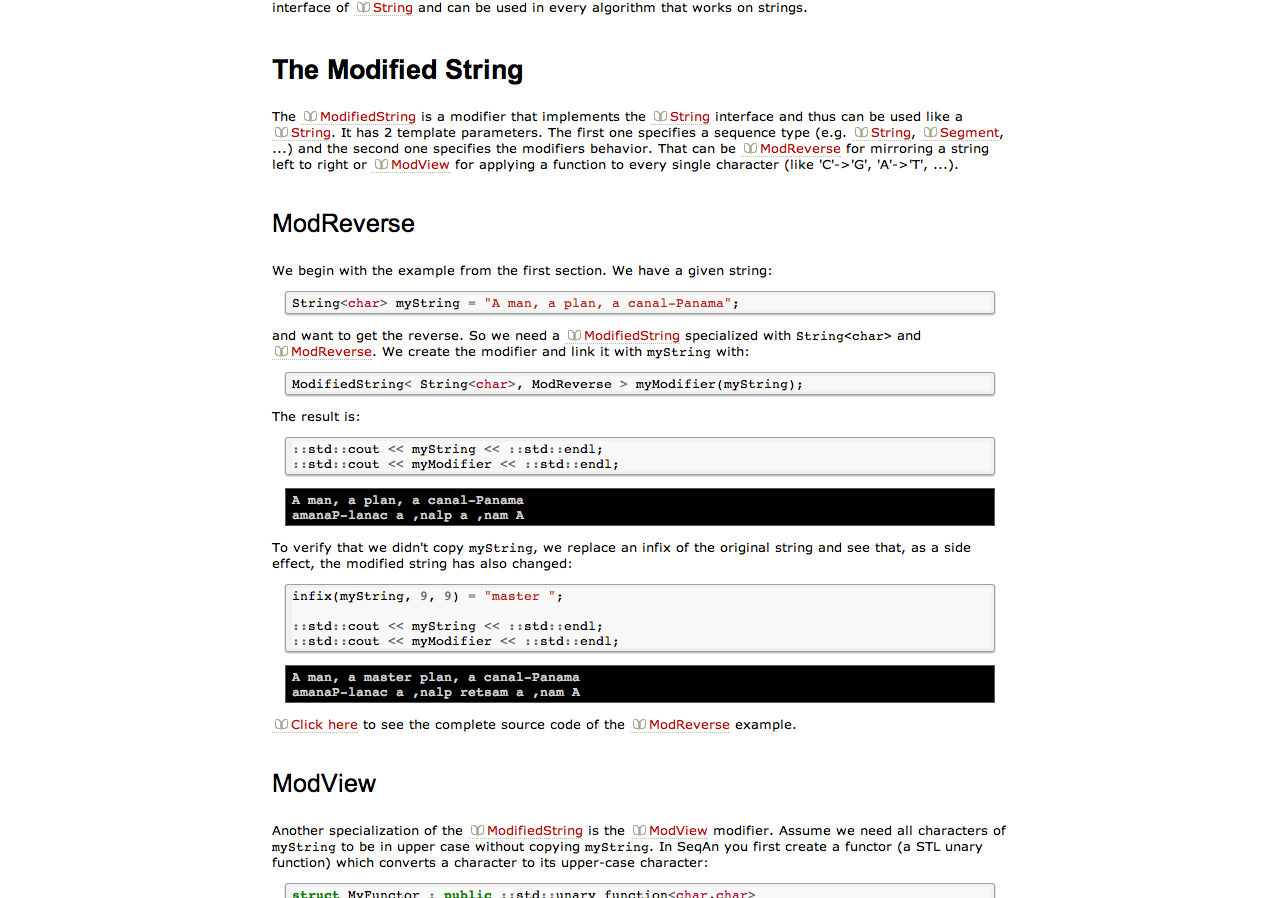 interface of String and can be used in every algorithm that works on strings.
The Modified String
The ModifiedString is a modifier that implements the String interface and thus can be used like a
String. It has 2 template parameters. The first one specifies a sequence type (e.g. String, Segment,
...) and the second one specifies the modifiers behavior. That can be ModReverse for mirroring a string
left to right or ModView for applying a function to every single character (like 'C'->'G', 'A'->'T', ...).
ModReverse
We begin with the example from the first section. We have a given string:
String<char> myString = "A man, a plan, a canal-Panama";
and want to get the reverse. So we need a ModifiedString specialized with String<char> and
ModReverse. We create the modifier and link it with myString with:
ModifiedString< String<char>, ModReverse > myModifier(myString);
The result is:
::std::cout << myString << ::std::endl;
::std::cout << myModifier << ::std::endl;
A man, a plan, a canal-Panama
amanaP-lanac a ,nalp a ,nam A
To verify that we didn't copy myString, we replace an infix of the original string and see that, as a side
effect, the modified string has also changed:
infix(myString, 9, 9) = "master ";
::std::cout << myString << ::std::endl;
::std::cout << myModifier << ::std::endl;
A man, a master plan, a canal-Panama
amanaP-lanac a ,nalp retsam a ,nam A
Click here to see the complete source code of the ModReverse example.
ModView
Another specialization of the ModifiedString is the ModView modifier. Assume we need all characters of
myString to be in upper case without copying myString. In SeqAn you first create a functor (a STL unary
function) which converts a character to its upper-case character:
struct MyFunctor : public ::std::unary_function<char,char>